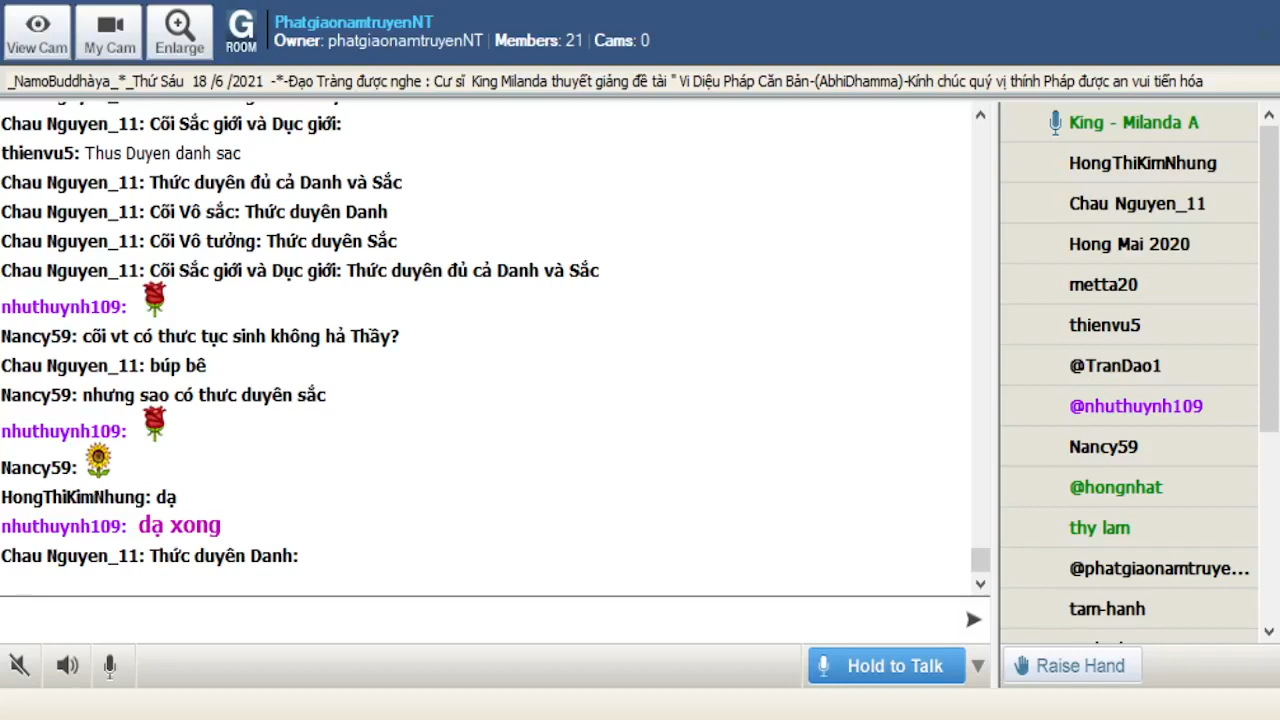 View Cam
My Cam
Enlarge
G
ROOM
PhatgiaonamtruyenNT
Owner: phatgiaonamtruyenNT | Members: 21 | Cams: 0
_NamoBuddhàya_*_Thứ Sáu 18 /6 /2021 -*-Đạo Tràng được nghe : Cư sĩ King Milanda thuyết giảng đề tài " Vi Diệu Pháp Căn Bản-(AbhiDhamma)-Kính chúc quý vị thính Pháp được an vui tiến hóa
Chau Nguyen_11: Cõi Sắc giới và Dục giới:
thienvu5: Thus Duyen danh sac
Chau Nguyen_11: Thức duyên đủ cả Danh và Sắc
Chau Nguyen_11: Cõi Vô sắc: Thức duyên Danh
Chau Nguyen_11: Cõi Vô tưởng: Thức duyên Sắc
Chau Nguyen_11: Cõi Sắc giới và Dục giới: Thức duyên đủ cả Danh và Sắc
nhuthuynh109:
Nancy59: cõi vt có thưc tục sinh không hả Thầy?
Chau Nguyen_11: búp bê
Nancy59: nhưng sao có thưc duyên sắc
nhuthuynh109:
Nancy59:
HongThiKimNhung: dạ
nhuthuynh109: dạ xong
Chau Nguyen_11: Thức duyên Danh:
King - Milanda A
HongThiKimNhung
Chau Nguyen_11
Hong Mai 2020
metta20
thienvu5
@TranDao1
@nhuthuynh109
Nancy59
@hongnhat
thy lam
@phatgiaonamtruye...
tam-hanh
Hold to Talk
Raise Hand